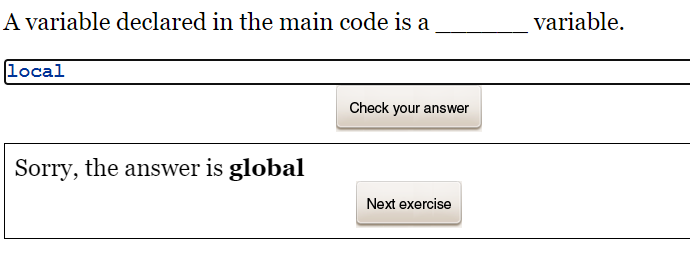 A variable declared in the main code is a ______ variable.
local
Check your answer
Sorry, the answer is global
Next exercise